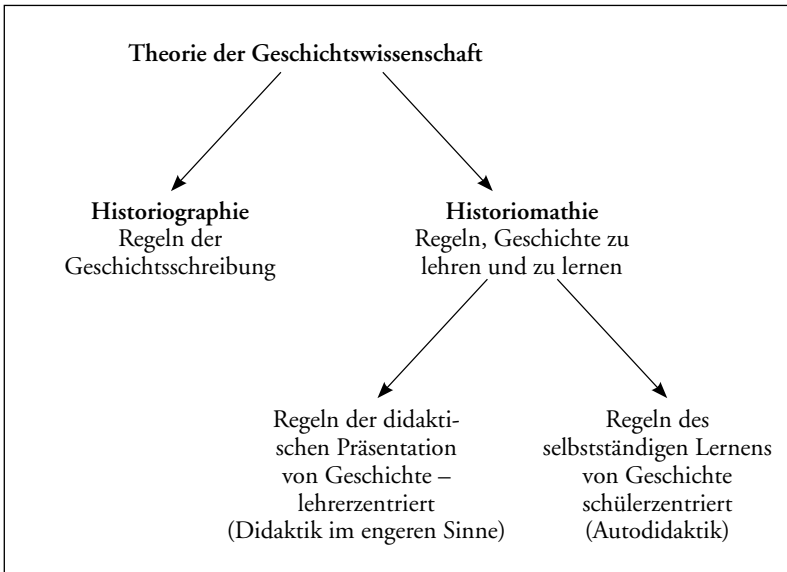 Theorie der Geschichtswissenschaft
Historiographie
Regeln der
Geschichtsschreibung
Historiomathie
Regeln, Geschichte zu
lehren und zu lernen
Regeln der didakti-
schen Präsentation
von Geschichte –
lehrerzentriert
(Didaktik im engeren Sinne)
Regeln des
selbstständigen Lernens
von Geschichte
schülerzentriert
(Autodidaktik)